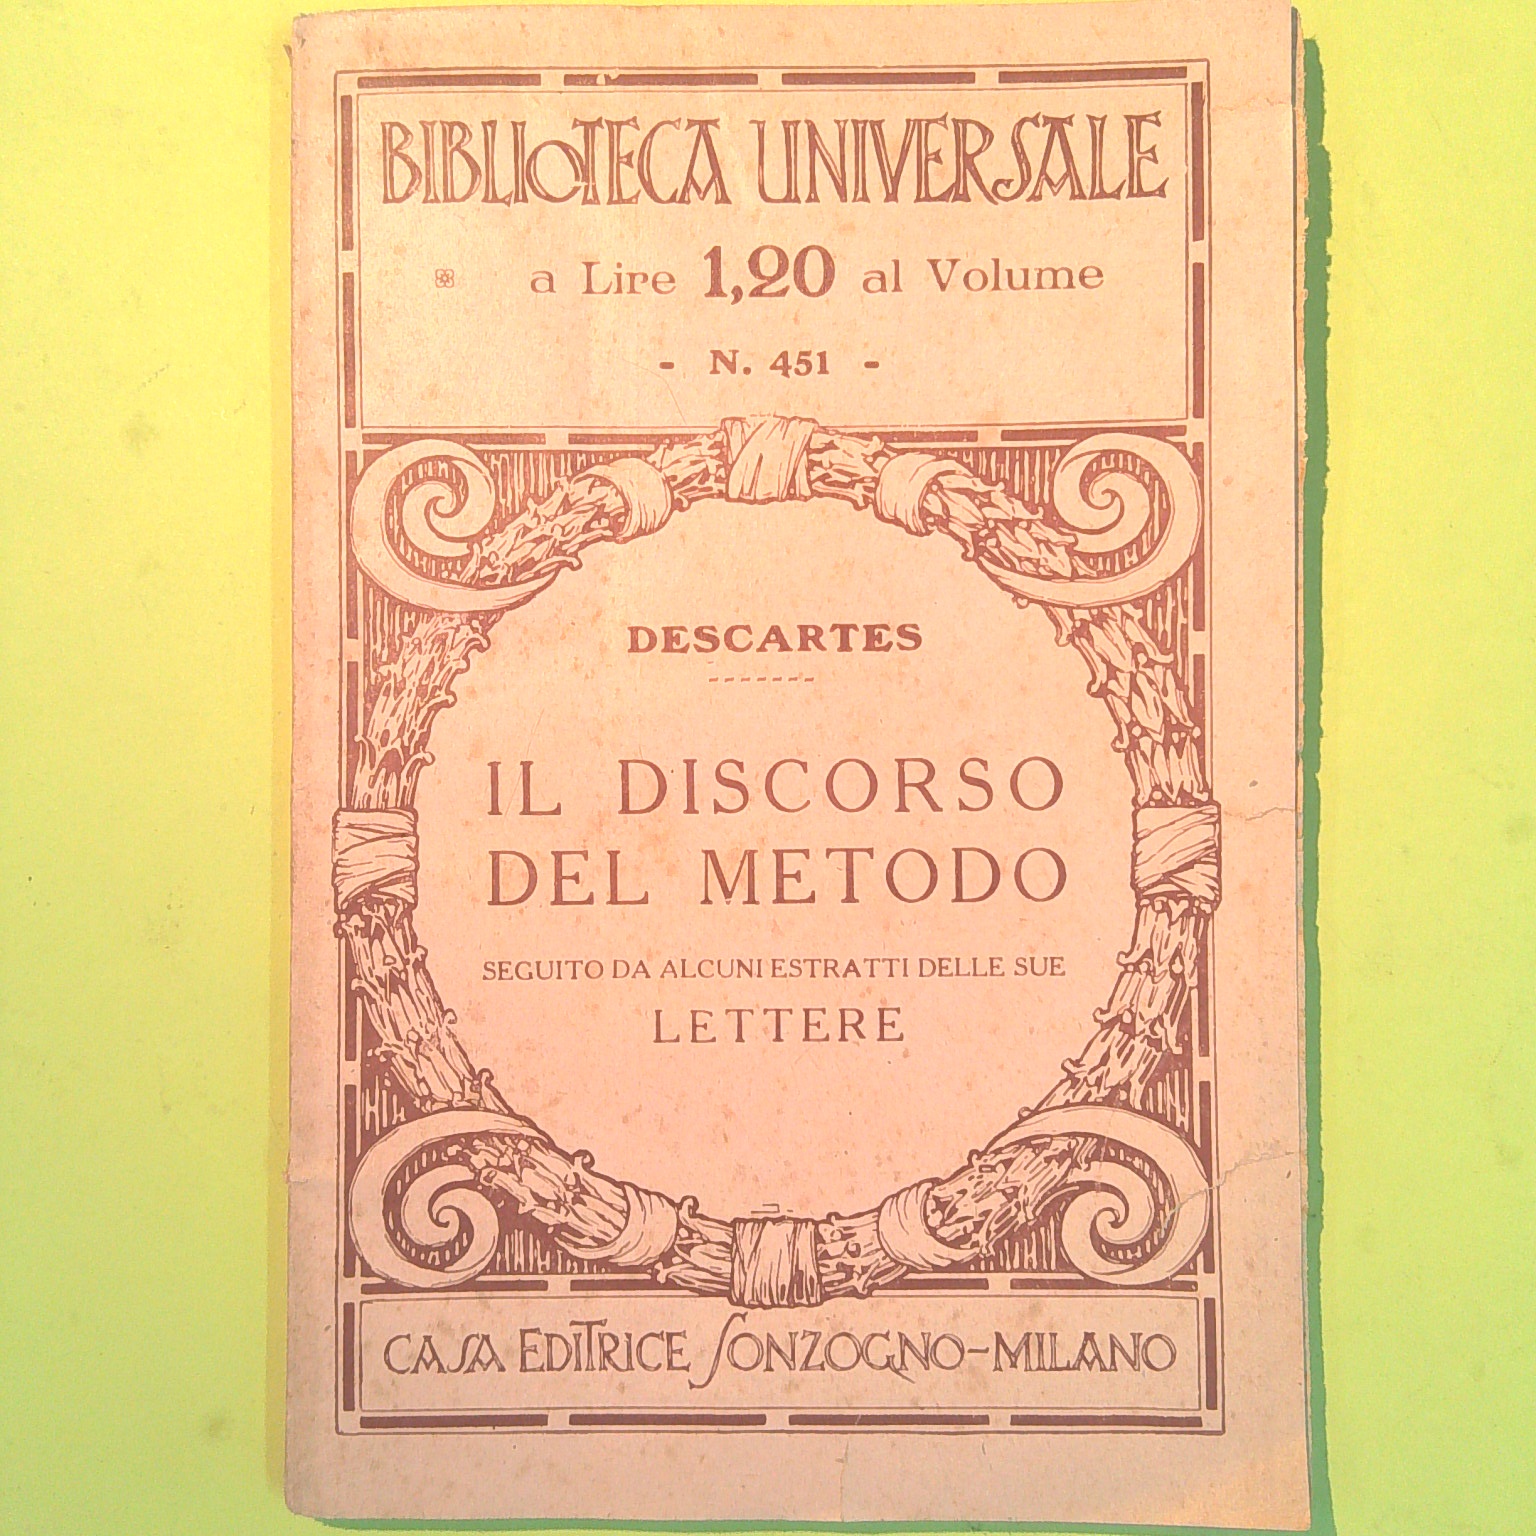 BIBLIOTECA UNIVERSALE
a Lire 1,20 al Volume
- N. 451 -
DESCARTES
IL DISCORSO
DEL METODO
SEGUITO DA ALCUNI ESTRATTI DELLE SUE
LETTERE
CASA EDITRICE SONZOGNO-MILANO